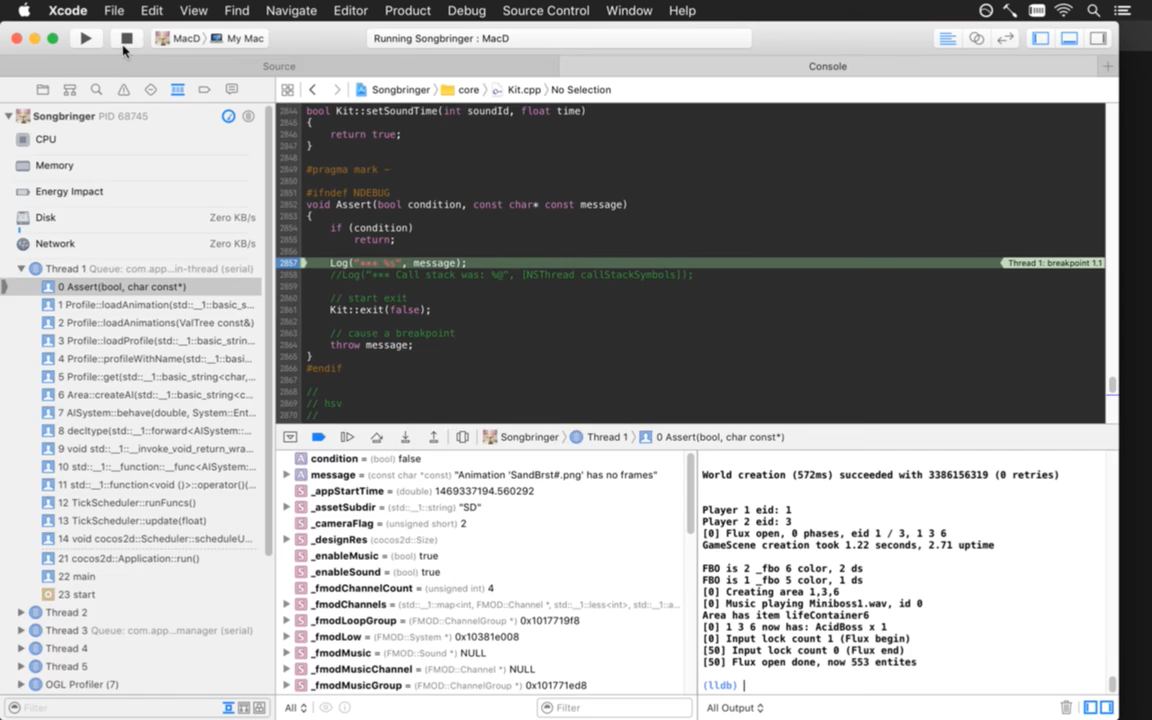 Xcode File Edit View Find Navigate Editor Product Debug Source Control Window Help
MacD My Mac
Running Songbringer : MacD
Source
Console
Songbringer PID 68745
CPU
Memory
Energy Impact
Disk Zero KB/s
Network Zero KB/s
Thread 1 Queue: com.app...in-thread (serial)
0 Assert(bool, char const*)
1 Profile::loadAnimation(std::__1::basic_s...
2 Profile::loadAnimations(ValTree const&)
3 Profile::loadProfile(std::__1::basic_strin...
4 Profile::profileWithName(std::__1::basi...
5 Profile::get(std::__1::basic_string<char,...
6 Area::createAI(std::__1::basic_string<c...
7 AISystem::behave(double, System::Ent...
8 decltype(std::__1::forward<AISystem:...
9 void std::__1::__invoke_void_return_wra...
10 std::__1::__function::__func<AISystem:...
11 std::__1::function<void ()>::operator()(...
12 TickScheduler::runFuncs()
13 TickScheduler::update(float)
14 void cocos2d::Scheduler::scheduleU...
21 cocos2d::Application::run()
22 main
23 start
Thread 2
Thread 3 Queue: com.app...manager (serial)
Thread 4
Thread 5
OGL Profiler (7)
Filter
Songbringer core Kit.cpp No Selection
2844 bool Kit::setSoundTime(int soundId, float time)
2845 {
2846 return true;
2847 }
2848
2849 #pragma mark -
2850
2851 #ifndef NDEBUG
2852 void Assert(bool condition, const char* const message)
2853 {
2854 if (condition)
2855 return;
2856
2857 Log("*** %s", message); Thread 1: breakpoint 1.1
2858 //Log("*** Call stack was: %@", [NSThread callStackSymbols]);
2859
2860 // start exit
2861 Kit::exit(false);
2862
2863 // cause a breakpoint
2864 throw message;
2865 }
2866 #endif
2867
2868 //
2869 // hsv
2870 //
Songbringer Thread 1 0 Assert(bool, char const*)
A condition = (bool) false
A message = (const char *const) "Animation 'SandBrst#.png' has no frames"
S _appStartTime = (double) 1469337194.560292
S _assetSubdir = (std::__1::string) "SD"
S _cameraFlag = (unsigned short) 2
S _designRes (cocos2d::Size)
S _enableMusic = (bool) true
S _enableSound = (bool) true
S _fmodChannelCount = (unsigned int) 4
S _fmodChannels = (std::__1::map<int, FMOD::Channel *, std::__1::less<int>, std::__1::a...
S _fmodLoopGroup = (FMOD::ChannelGroup *) 0x1017719f8
S _fmodLow = (FMOD::System *) 0x10381e008
S _fmodMusic = (FMOD::Sound *) NULL
S _fmodMusicChannel = (FMOD::Channel *) NULL
S _fmodMusicGroup = (FMOD::ChannelGroup *) 0x101771ed8
All Filter
World creation (572ms) succeeded with 3386156319 (0 retries)
Player 1 eid: 1
Player 2 eid: 3
[0] Flux open, 0 phases, eid 1 / 3, 1 3 6
GameScene creation took 1.22 seconds, 2.71 uptime
FBO is 2 _fbo 6 color, 2 ds
FBO is 1 _fbo 5 color, 1 ds
[0] Creating area 1,3,6
[0] Music playing Miniboss1.wav, id 0
Area has item lifeContainer6
[0] 1 3 6 now has: AcidBoss x 1
[0] Input lock count 1 (Flux begin)
[50] Input lock count 0 (Flux end)
[50] Flux open done, now 553 entites
(lldb)
All Output